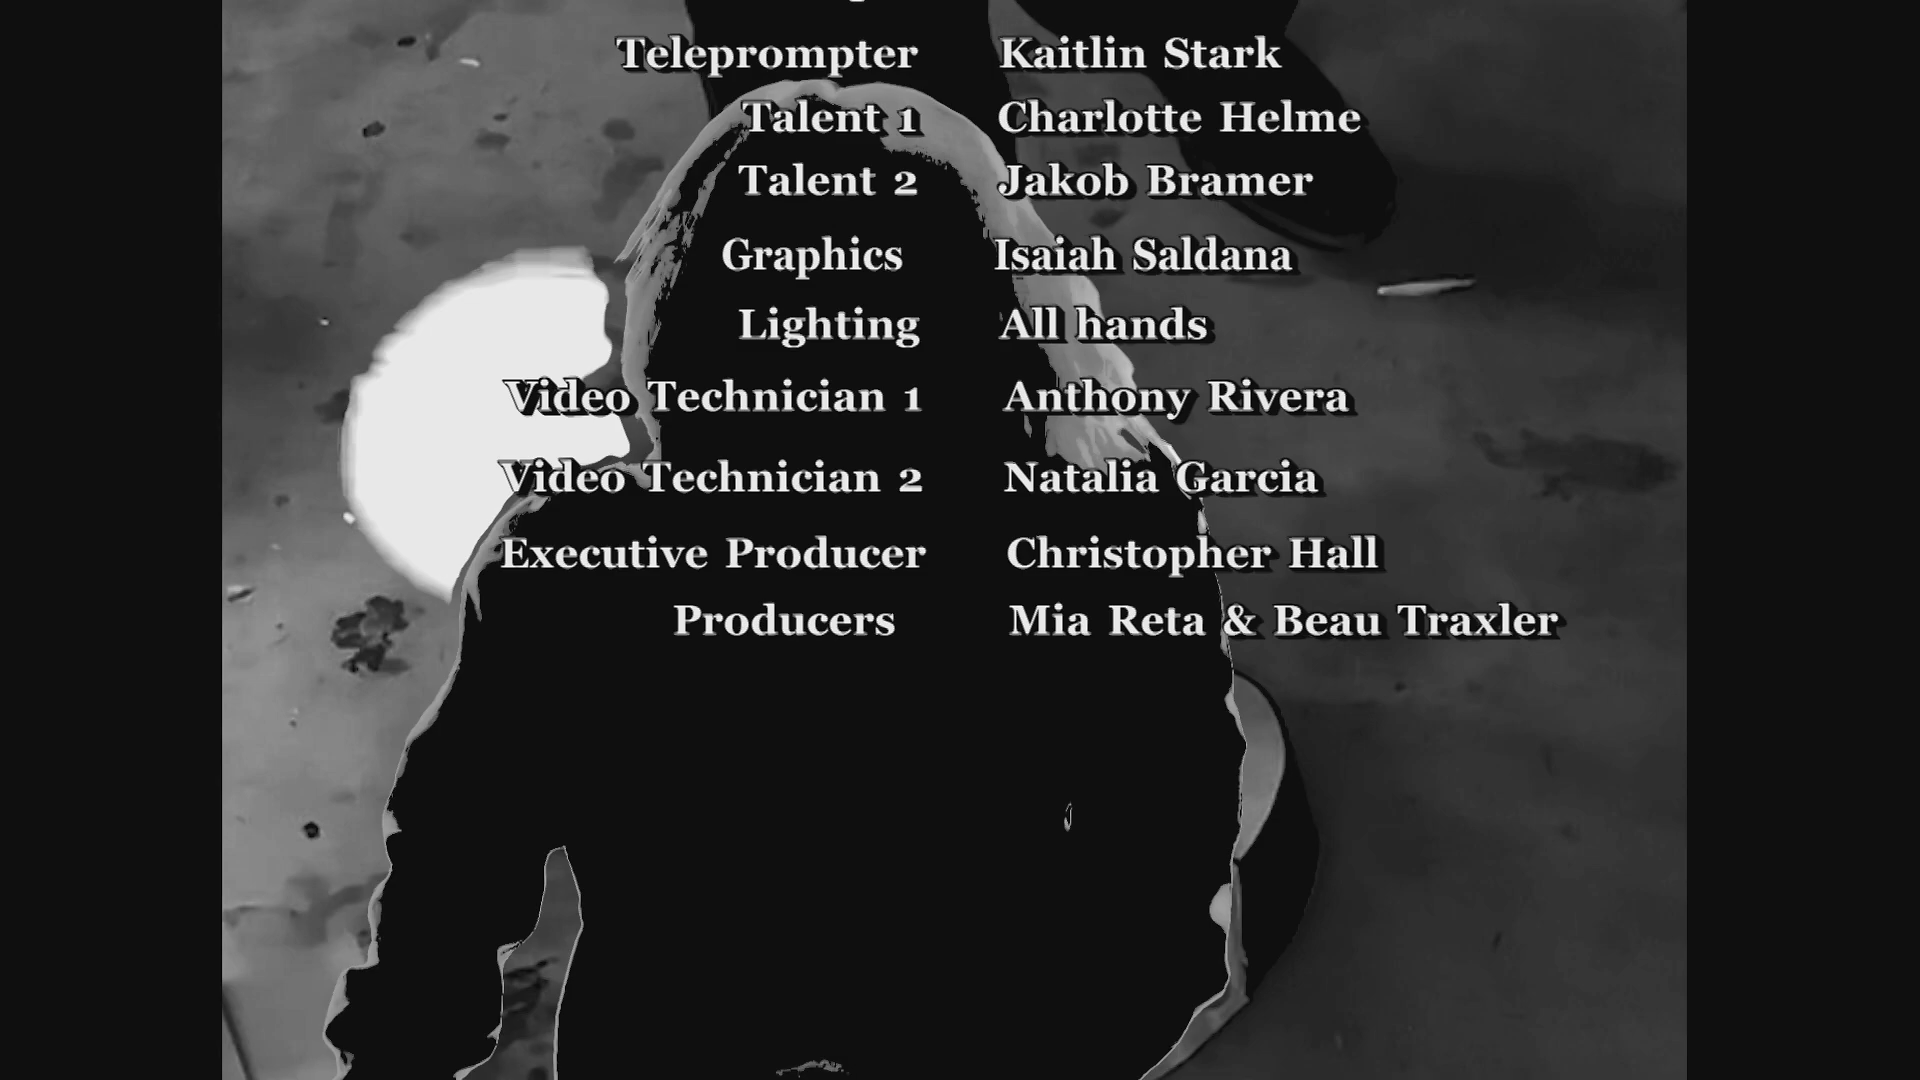 Teleprompter Kaitlin Stark
Talent 1 Charlotte Helme
Talent 2 Jakob Bramer
Graphics Isaiah Saldana
Lighting All hands
Video Technician 1 Anthony Rivera
Video Technician 2 Natalia Garcia
Executive Producer Christopher Hall
Producers Mia Reta & Beau Traxler